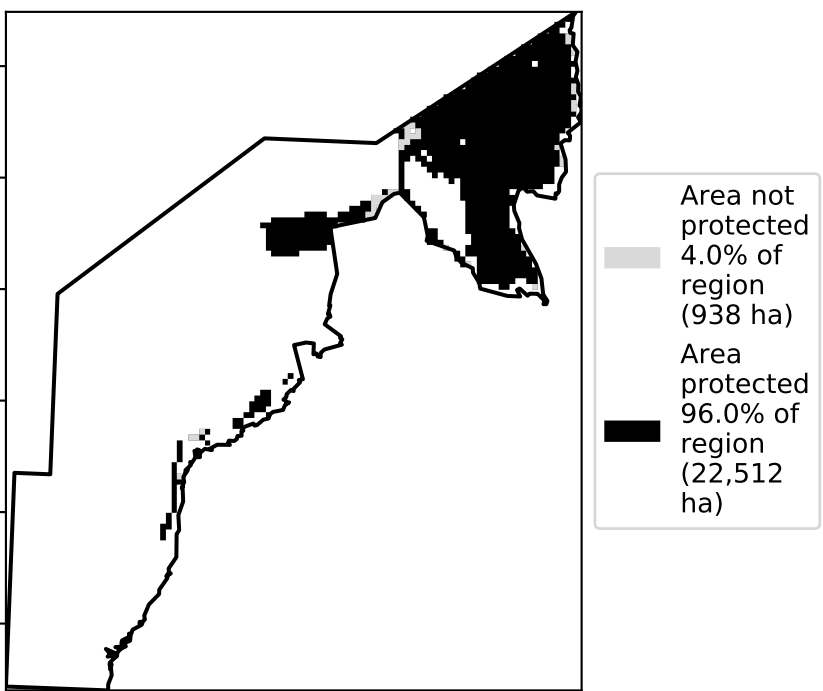 Area not
protected
4.0% of
region
(938 ha)
Area
protected
96.0% of
region
(22,512
ha)